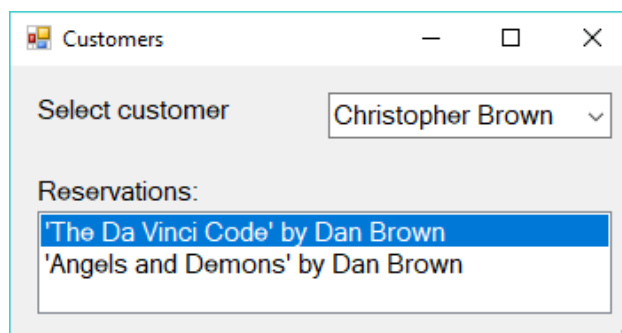 Customers
Select customer
Christopher Brown
Reservations:
'The Da Vinci Code' by Dan Brown
'Angels and Demons' by Dan Brown